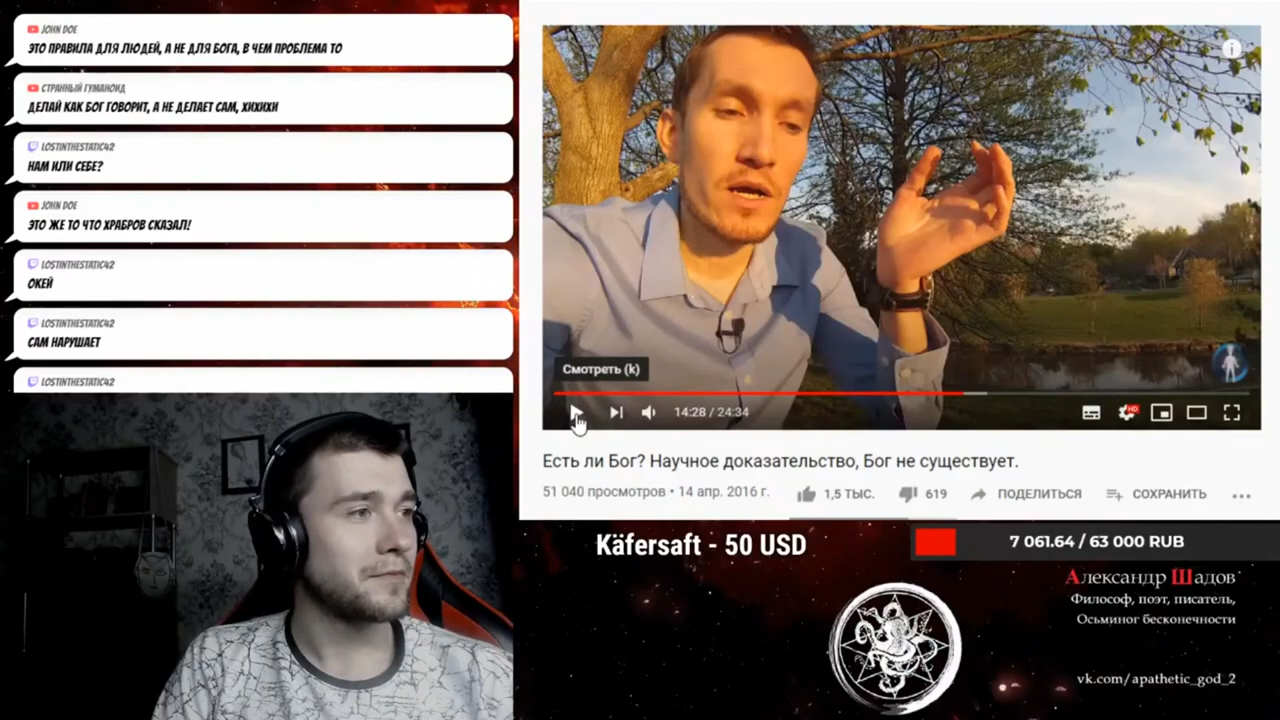 JOHN DOE
ЭТО ПРАВИЛА ДЛЯ ЛЮДЕЙ, А НЕ ДЛЯ БОГА, В ЧЕМ ПРОБЛЕМА ТО
СТРАННЫЙ ГУМАНОИД
ДЕЛАЙ КАК БОГ ГОВОРИТ, А НЕ ДЕЛАЕТ САМ, ХИХИХИ
LOSTINTHESTATIC42
НАМ ИЛИ СЕБЕ?
JOHN DOE
ЭТО ЖЕ ТО ЧТО ХРАБРОВ СКАЗАЛ!
LOSTINTHESTATIC42
ОКЕЙ
LOSTINTHESTATIC42
САМ НАРУШАЕТ
LOSTINTHESTATIC42
Смотреть (k)
14:28 / 24:34
HD
Есть ли Бог? Научное доказательство, Бог не существует.
51 040 просмотров • 14 апр. 2016 г.
1,5 ТЫС.
619
ПОДЕЛИТЬСЯ
СОХРАНИТЬ
Käfersaft - 50 USD
7 061.64 / 63 000 RUB
Александр Шадов
Философ, поэт, писатель,
Осьминог бесконечности
vk.com/apathetic_god_2